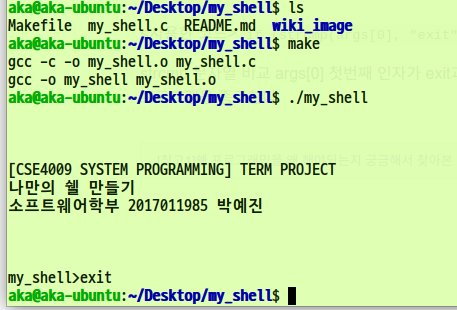 aka@aka-ubuntu:~/Desktop/my_shell$ ls
Makefile my_shell.c README.md wiki_image
aka@aka-ubuntu:~/Desktop/my_shell$ make
gcc -c -o my_shell.o my_shell.c
gcc -o my_shell my_shell.o
aka@aka-ubuntu:~/Desktop/my_shell$ ./my_shell
[CSE4009 SYSTEM PROGRAMMING] TERM PROJECT
나만의 쉘 만들기
소프트웨어학부 2017011985 박예진
my_shell>exit
aka@aka-ubuntu:~/Desktop/my_shell$